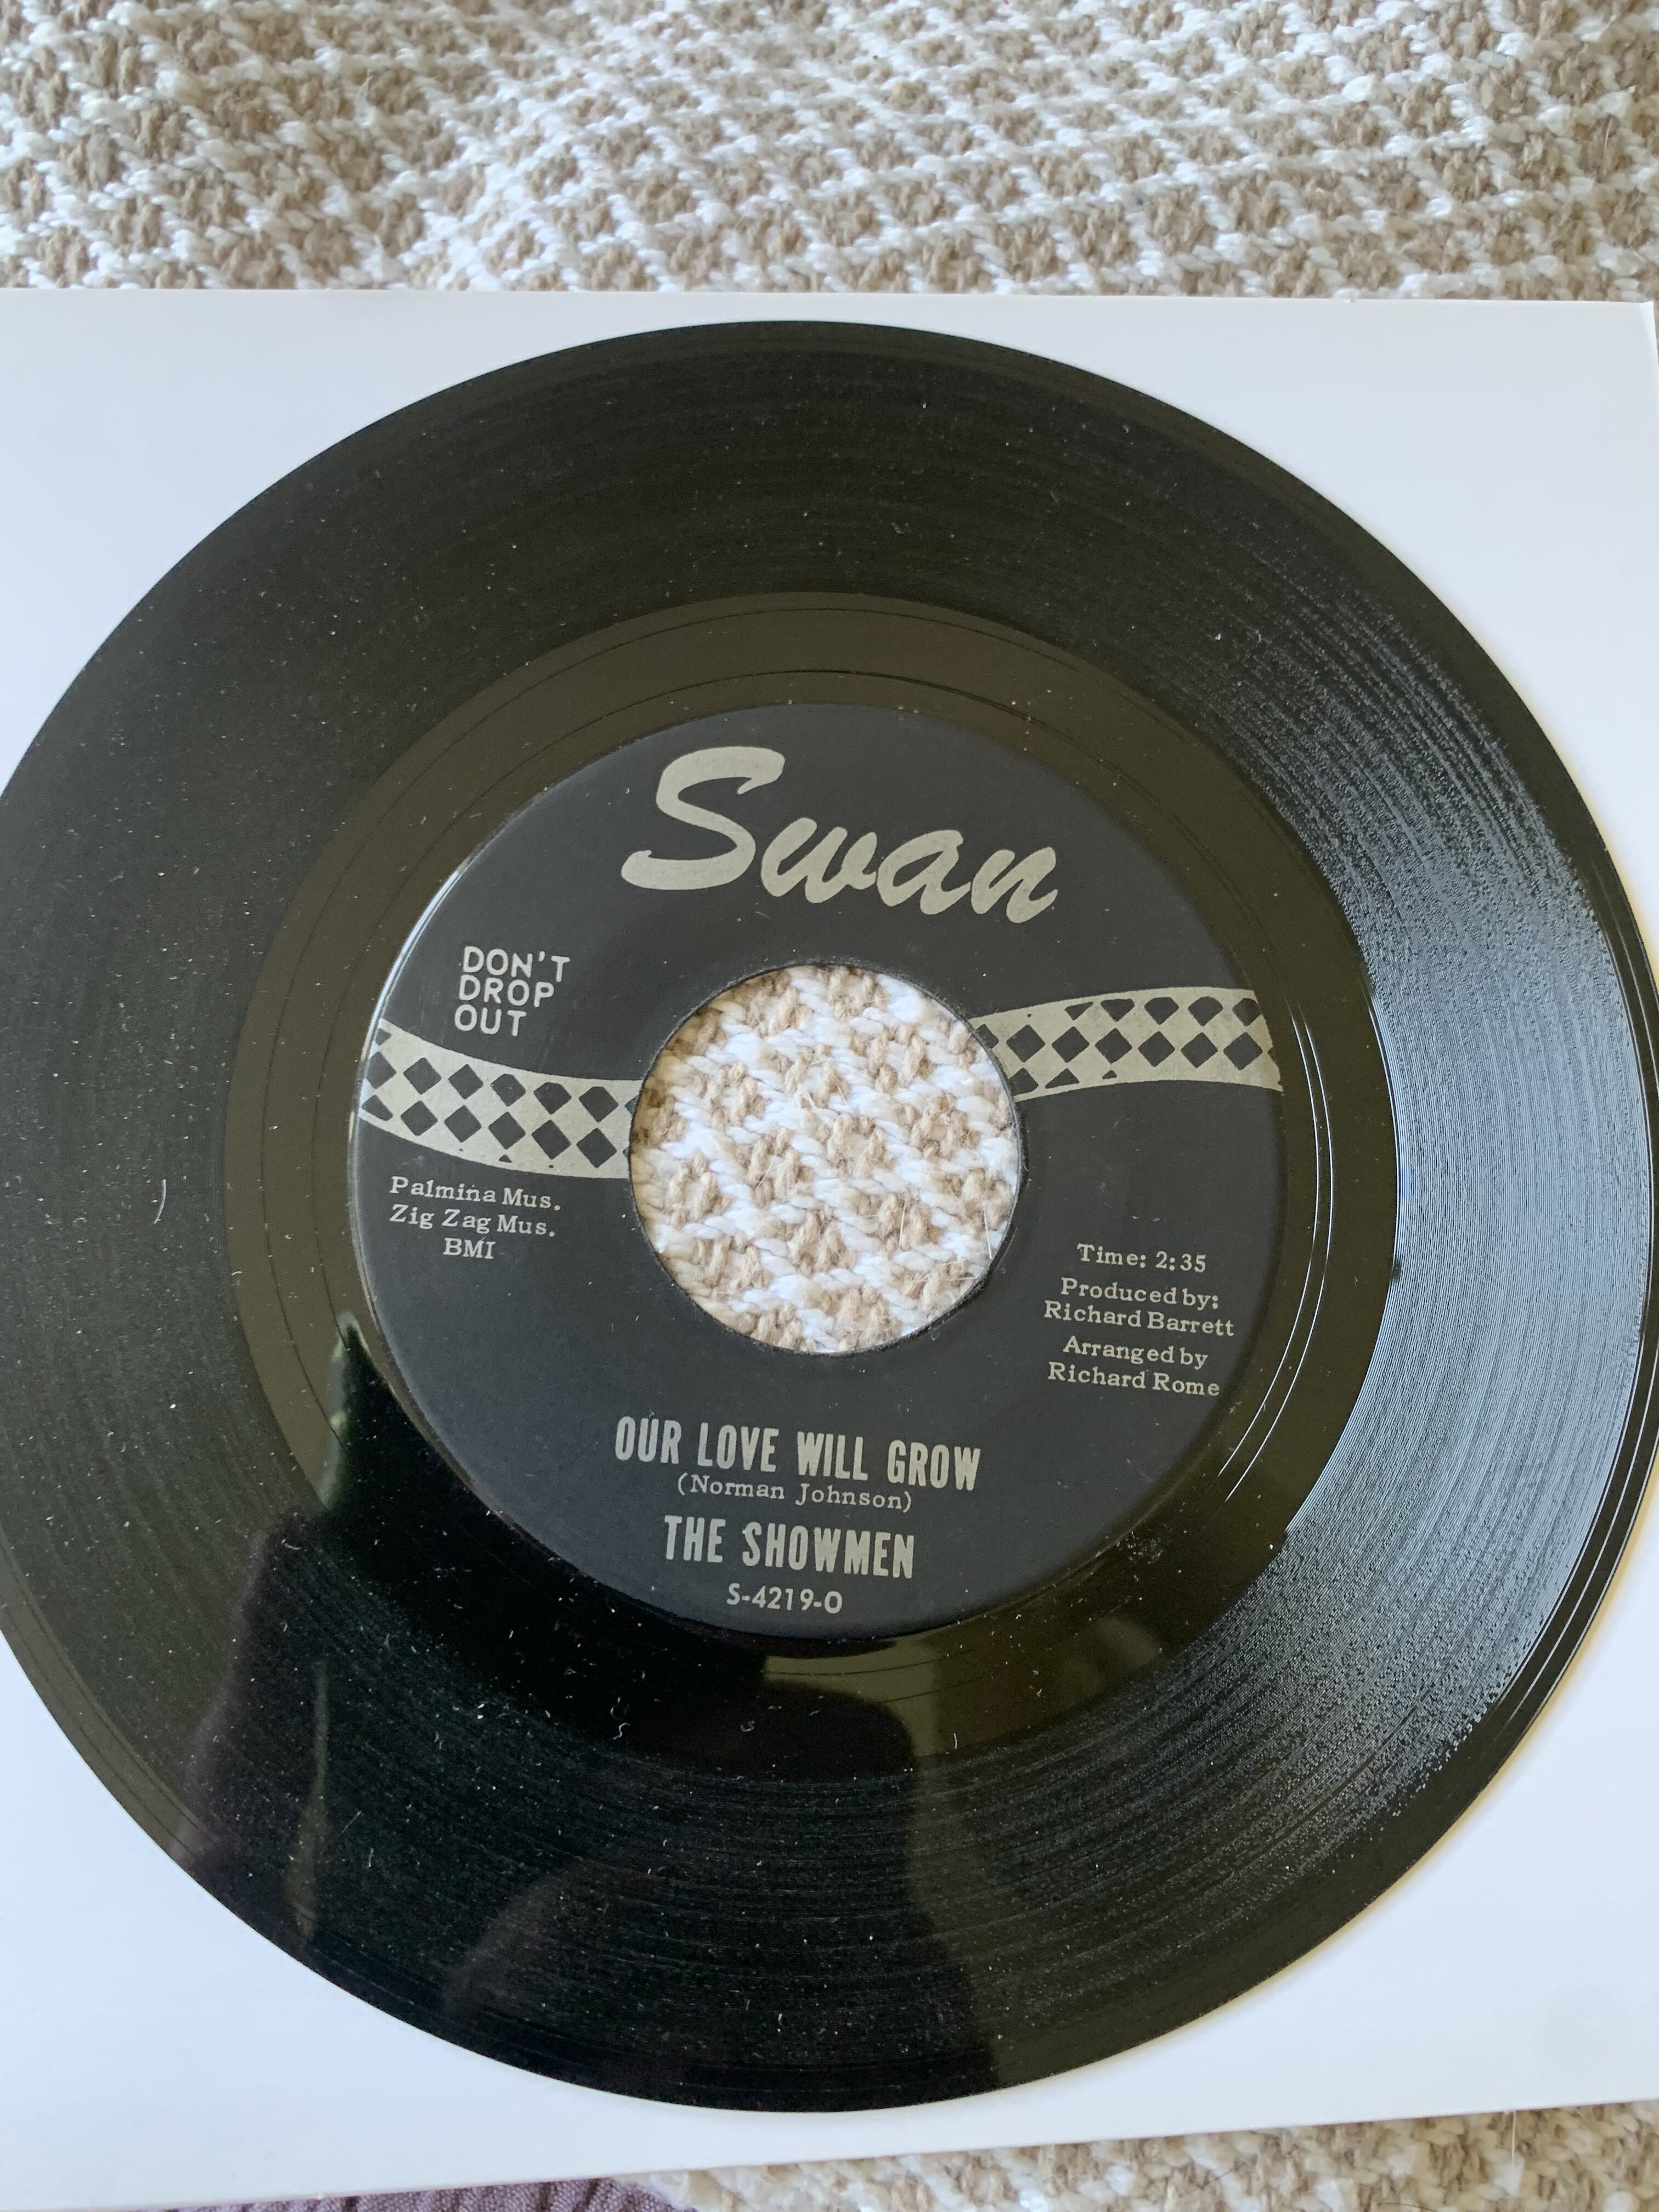 Swan
DON'T
DROP
OUT
Palmina Mus.
Zig Zag Mus.
BMI
Time: 2:35
Produced by:
Richard Barrett
Arranged by
Richard Rome
OUR LOVE WILL GROW
(Norman Johnson)
THE SHOWMEN
S-4219-O